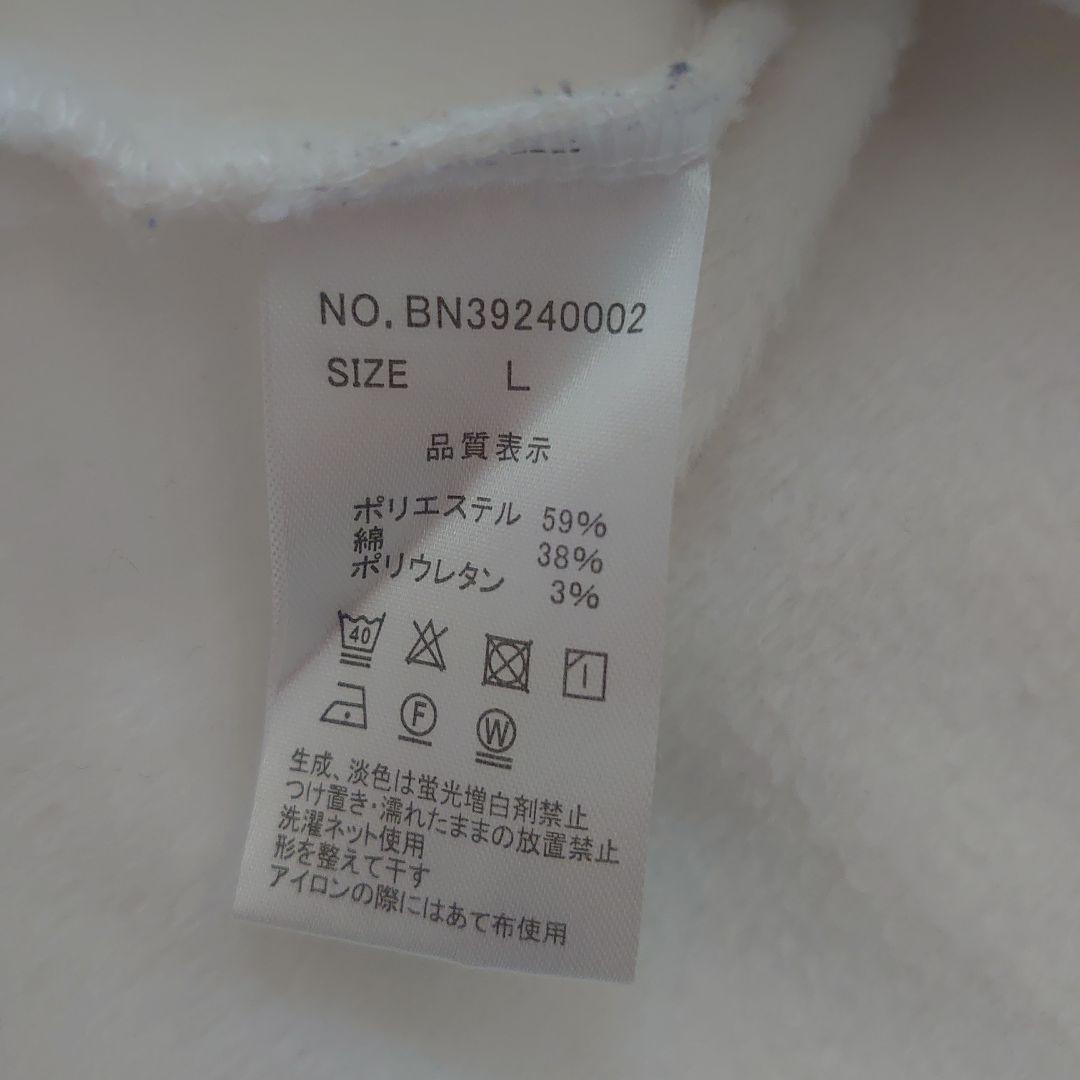 NO. BN39240002
SIZE L
品質表示
ポリエステル 59%
綿 38%
ポリウレタン 3%
40
F W
生成、淡色は蛍光増白剤禁止
つけ置き・濡れたままの放置禁止
洗濯ネット使用
形を整えて干す
アイロンの際にはあて布使用